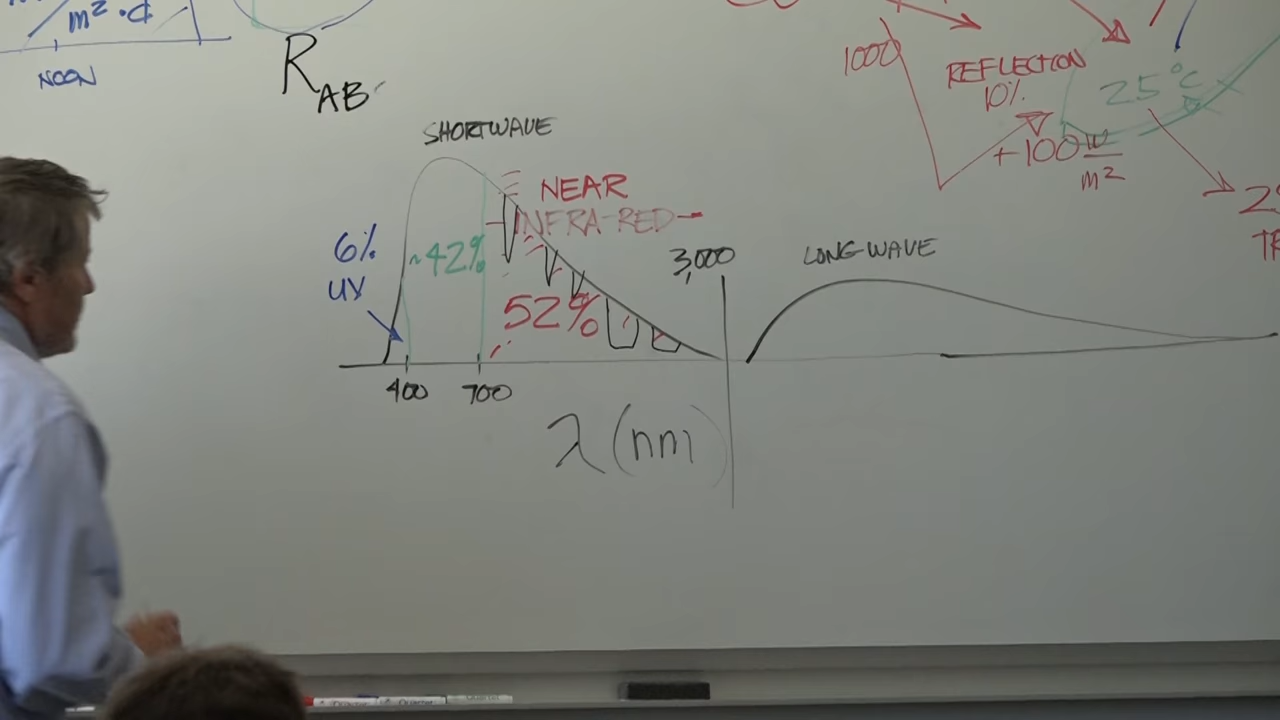 m² · d
NOON
R AB
SHORTWAVE
6%
UV
~42%
NEAR
INFRA-RED
52%
400
700
3,000
LONG-WAVE
λ (nm)
1000
REFLECTION
10%
25°C
+100 W/m²